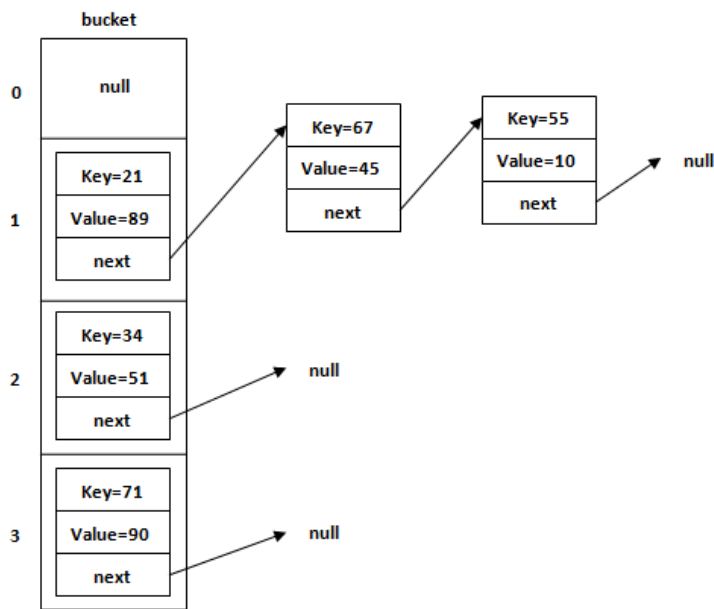 bucket
0
null
Key=67
Value=45
next
Key=55
Value=10
next
null
1
Key=21
Value=89
next
2
Key=34
Value=51
next
null
3
Key=71
Value=90
next
null